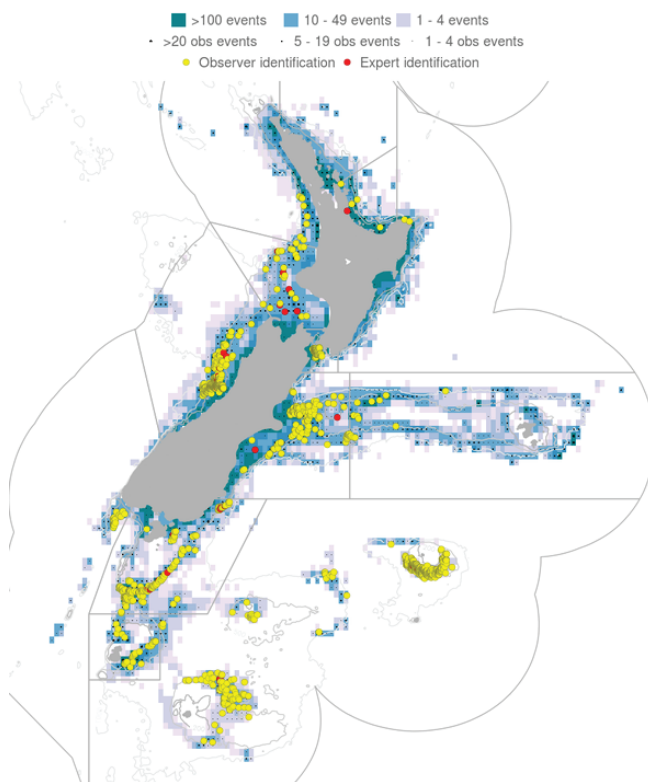 >100 events 10 - 49 events 1 - 4 events
>20 obs events 5 - 19 obs events 1 - 4 obs events
Observer identification Expert identification